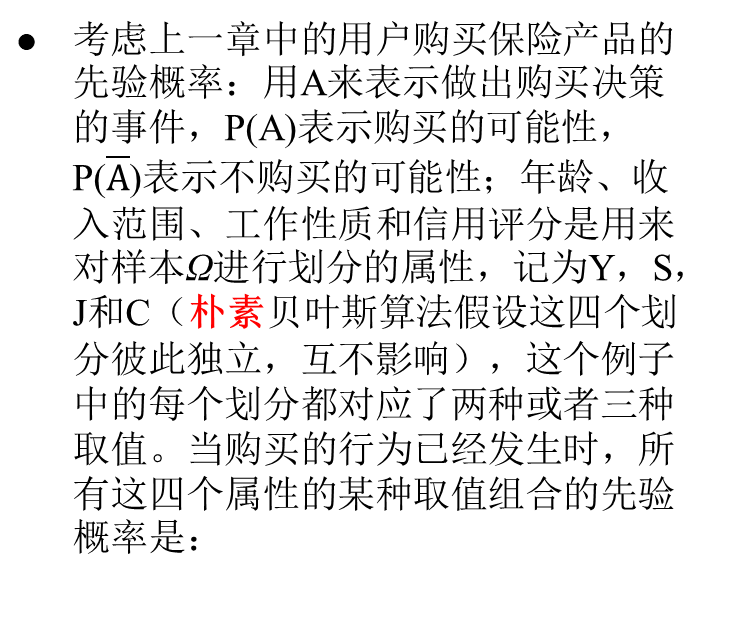 ● 考虑上一章中的用户购买保险产品的
先验概率：用A来表示做出购买决策
的事件，P(A)表示购买的可能性，
P(A̅)表示不购买的可能性；年龄、收
入范围、工作性质和信用评分是用来
对样本Ω进行划分的属性，记为Y，S，
J和C（朴素贝叶斯算法假设这四个划
分彼此独立，互不影响），这个例子
中的每个划分都对应了两种或者三种
取值。当购买的行为已经发生时，所
有这四个属性的某种取值组合的先验
概率是：